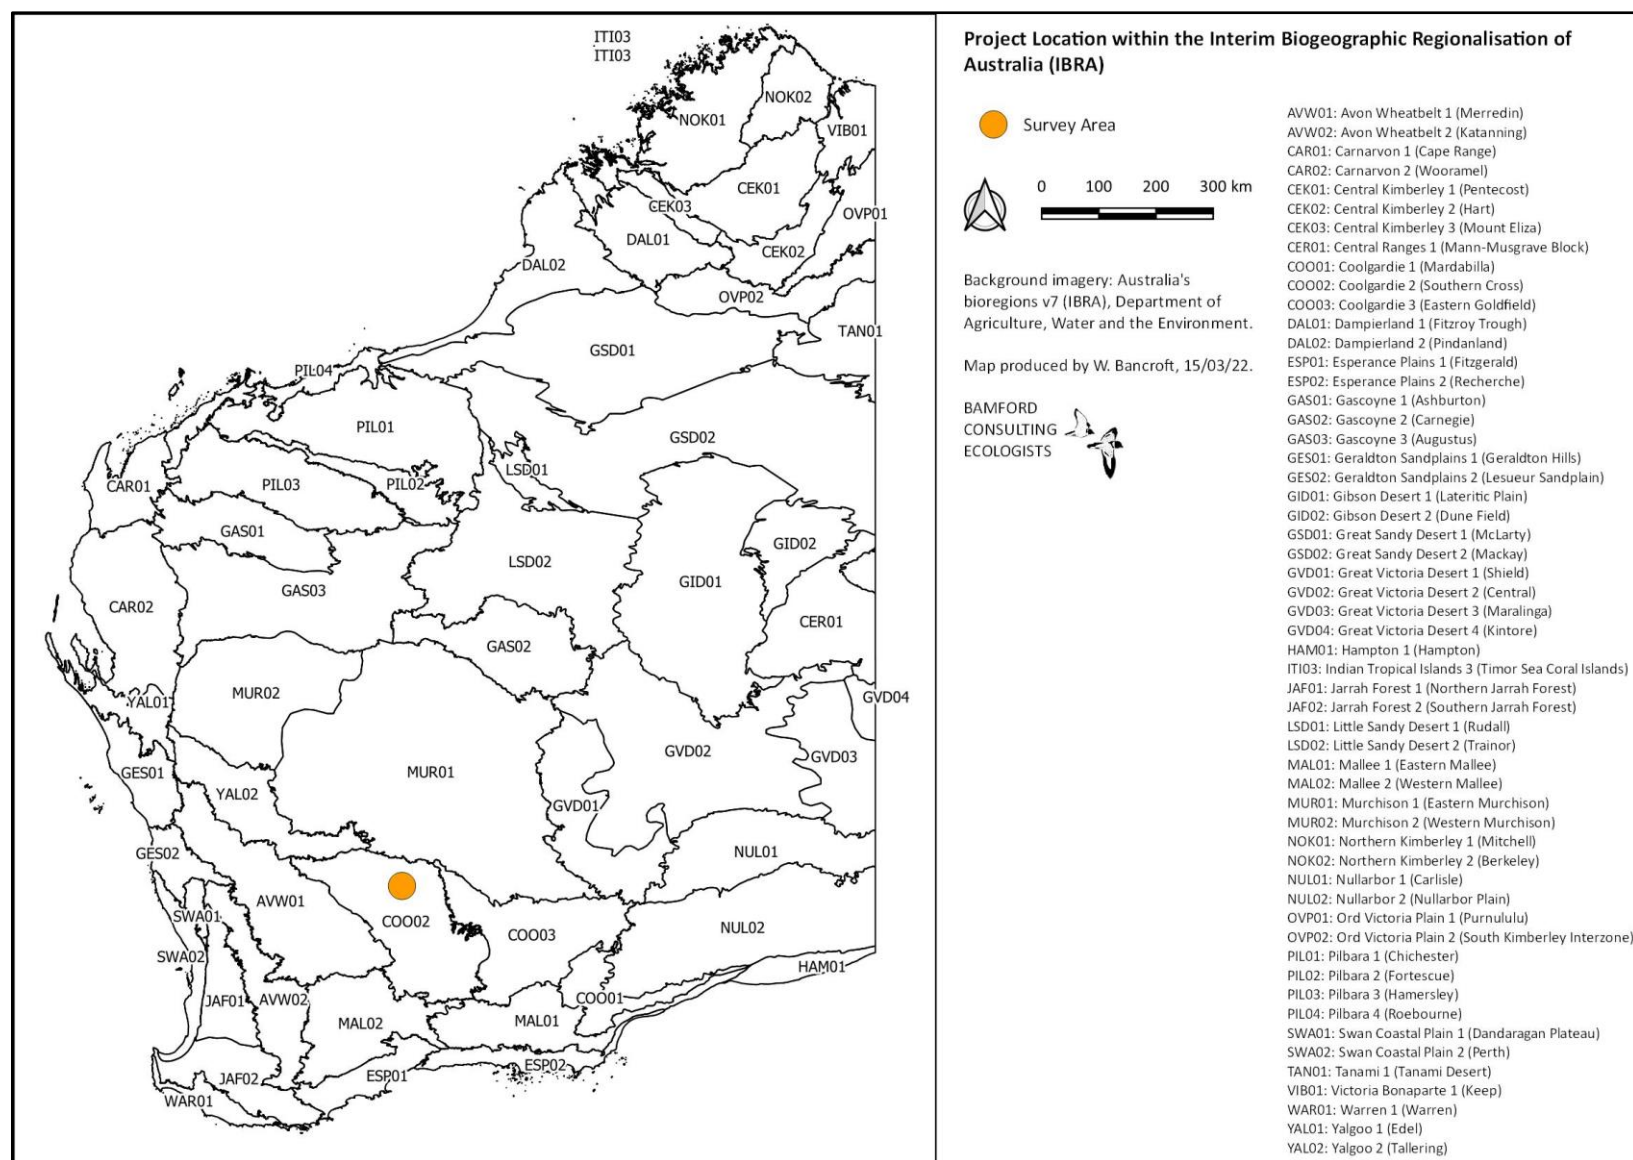 ITI03
ITI03
NOK02
NOK01
VIB01
CEK01
CEK03
OVP01
DAL01
CEK02
DAL02
OVP02
TAN01
GSD01
PIL04
PIL01
GSD02
LSD01
CAR01
PIL03
PIL02
GAS01
GID02
LSD02
GID01
GAS03
CAR02
CER01
GAS02
MUR02
GVD04
YAL01
GVD02
GVD03
GES01
MUR01
YAL02
GVD01
GES02
NUL01
AVW01
SWA01
COO02
COO03
NUL02
SWA02
HAM01
JAF01
AVW02
COO01
MAL02
MAL01
ESP02
JAF02
ESP01
WAR01
Project Location within the Interim Biogeographic Regionalisation of
Australia (IBRA)
Survey Area
0 100 200 300 km
Background imagery: Australia's
bioregions v7 (IBRA), Department of
Agriculture, Water and the Environment.
Map produced by W. Bancroft, 15/03/22.
BAMFORD
CONSULTING
ECOLOGISTS
AVW01: Avon Wheatbelt 1 (Merredin)
AVW02: Avon Wheatbelt 2 (Katanning)
CAR01: Carnarvon 1 (Cape Range)
CAR02: Carnarvon 2 (Wooramel)
CEK01: Central Kimberley 1 (Pentecost)
CEK02: Central Kimberley 2 (Hart)
CEK03: Central Kimberley 3 (Mount Eliza)
CER01: Central Ranges 1 (Mann-Musgrave Block)
COO01: Coolgardie 1 (Mardabilla)
COO02: Coolgardie 2 (Southern Cross)
COO03: Coolgardie 3 (Eastern Goldfield)
DAL01: Dampierland 1 (Fitzroy Trough)
DAL02: Dampierland 2 (Pindanland)
ESP01: Esperance Plains 1 (Fitzgerald)
ESP02: Esperance Plains 2 (Recherche)
GAS01: Gascoyne 1 (Ashburton)
GAS02: Gascoyne 2 (Carnegie)
GAS03: Gascoyne 3 (Augustus)
GES01: Geraldton Sandplains 1 (Geraldton Hills)
GES02: Geraldton Sandplains 2 (Lesueur Sandplain)
GID01: Gibson Desert 1 (Lateritic Plain)
GID02: Gibson Desert 2 (Dune Field)
GSD01: Great Sandy Desert 1 (McLarty)
GSD02: Great Sandy Desert 2 (Mackay)
GVD01: Great Victoria Desert 1 (Shield)
GVD02: Great Victoria Desert 2 (Central)
GVD03: Great Victoria Desert 3 (Maralinga)
GVD04: Great Victoria Desert 4 (Kintore)
HAM01: Hampton 1 (Hampton)
ITI03: Indian Tropical Islands 3 (Timor Sea Coral Islands)
JAF01: Jarrah Forest 1 (Northern Jarrah Forest)
JAF02: Jarrah Forest 2 (Southern Jarrah Forest)
LSD01: Little Sandy Desert 1 (Rudall)
LSD02: Little Sandy Desert 2 (Trainor)
MAL01: Mallee 1 (Eastern Mallee)
MAL02: Mallee 2 (Western Mallee)
MUR01: Murchison 1 (Eastern Murchison)
MUR02: Murchison 2 (Western Murchison)
NOK01: Northern Kimberley 1 (Mitchell)
NOK02: Northern Kimberley 2 (Berkeley)
NUL01: Nullarbor 1 (Carlisle)
NUL02: Nullarbor 2 (Nullarbor Plain)
OVP01: Ord Victoria Plain 1 (Purnululu)
OVP02: Ord Victoria Plain 2 (South Kimberley Interzone)
PIL01: Pilbara 1 (Chichester)
PIL02: Pilbara 2 (Fortescue)
PIL03: Pilbara 3 (Hamersley)
PIL04: Pilbara 4 (Roebourne)
SWA01: Swan Coastal Plain 1 (Dandaragan Plateau)
SWA02: Swan Coastal Plain 2 (Perth)
TAN01: Tanami 1 (Tanami Desert)
VIB01: Victoria Bonaparte 1 (Keep)
WAR01: Warren 1 (Warren)
YAL01: Yalgoo 1 (Edel)
YAL02: Yalgoo 2 (Tallering)